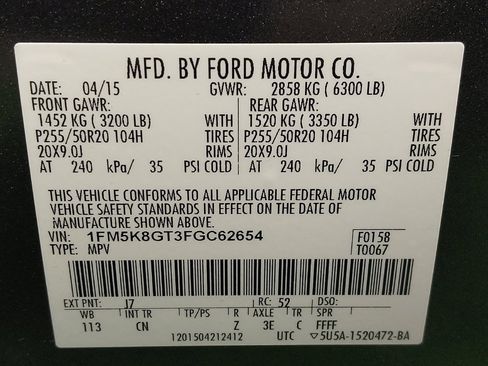 MFD. BY FORD MOTOR CO.
DATE: 04/15 GVWR: 2858 KG ( 6300 LB)
FRONT GAWR: REAR GAWR:
1452 KG ( 3200 LB) WITH 1520 KG ( 3350 LB) WITH
P255/50R20 104H TIRES P255/50R20 104H TIRES
20X9.0J RIMS 20X9.0J RIMS
AT 240 kPa/ 35 PSI COLD AT 240 kPa/ 35 PSI COLD
THIS VEHICLE CONFORMS TO ALL APPLICABLE FEDERAL MOTOR
VEHICLE SAFETY STANDARDS IN EFFECT ON THE DATE OF
MANUFACTURE SHOWN ABOVE.
VIN: 1FM5K8GT3FGC62654 F0158
TYPE: MPV T0067
EXT PNT: J7 RC: 52 DSO:
WB INT TR TP/PS R AXLE TR SPR
113 CN Z 3E C FFFF
1201504212412 UTC ▽5U5A-1520472-BA